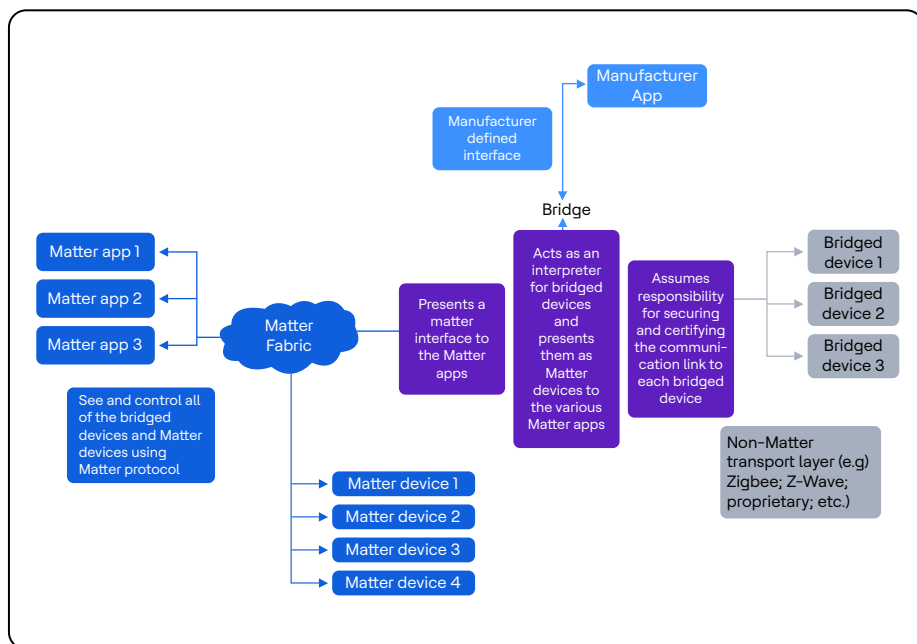 Manufacturer
App
Manufacturer
defined
interface
Bridge
Matter app 1
Matter app 2
Matter app 3
Matter
Fabric
See and control all
of the bridged
devices and Matter
devices using
Matter protocol
Presents a
matter
interface to
the Matter
apps
Acts as an
interpreter
for bridged
devices
and
presents
them as
Matter
devices to
the various
Matter apps
Assumes
responsibility
for securing
and certifying
the communi-
cation link to
each bridged
device
Bridged
device 1
Bridged
device 2
Bridged
device 3
Non-Matter
transport layer (e.g)
Zigbee; Z-Wave;
proprietary; etc.)
Matter device 1
Matter device 2
Matter device 3
Matter device 4